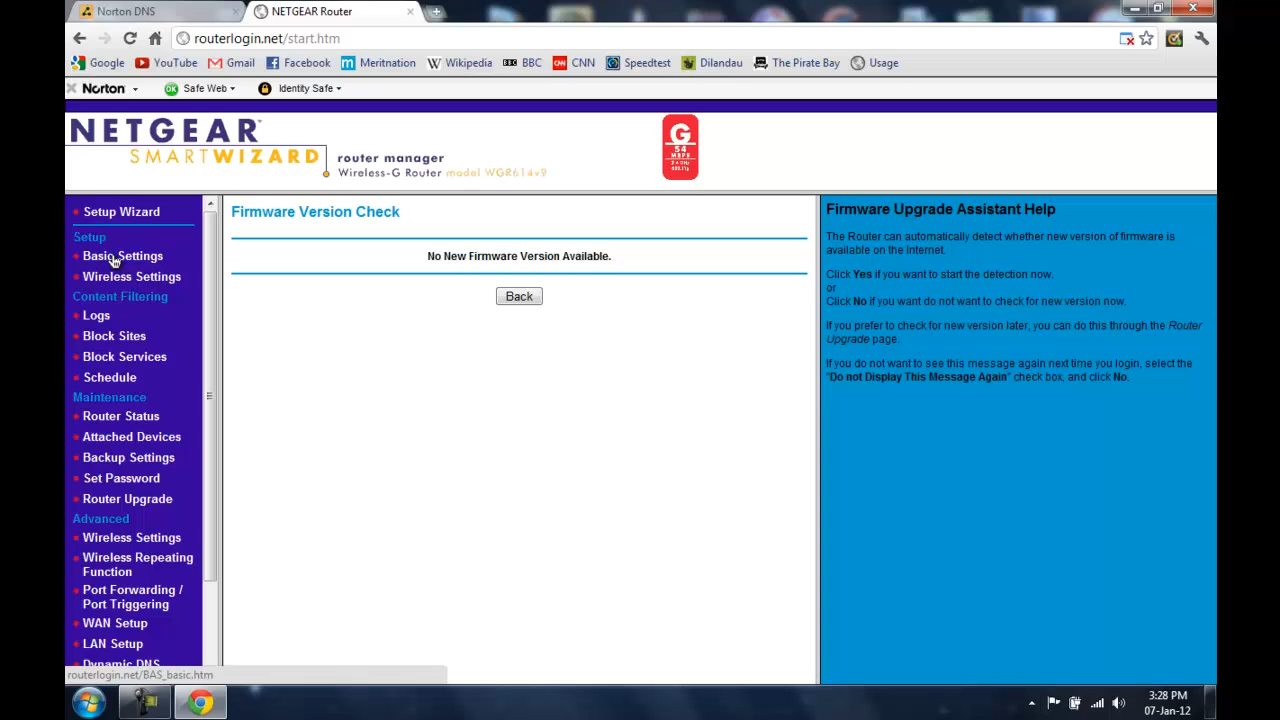 Norton DNS
NETGEAR Router
routerlogin.net/start.htm
Google
YouTube
Gmail
Facebook
Meritnation
Wikipedia
BBC
CNN
Speedtest
Dilandau
The Pirate Bay
Usage
Norton
OK
Safe Web
Identity Safe
NETGEAR
SMARTWIZARD
router manager
Wireless-G Router model WGR614v9
G
54
MBPS
Setup Wizard
Setup
Basic Settings
Wireless Settings
Content Filtering
Logs
Block Sites
Block Services
Schedule
Maintenance
Router Status
Attached Devices
Backup Settings
Set Password
Router Upgrade
Advanced
Wireless Settings
Wireless Repeating
Function
Port Forwarding /
Port Triggering
WAN Setup
LAN Setup
Dynamic DNS
Firmware Version Check
No New Firmware Version Available.
Back
Firmware Upgrade Assistant Help
The Router can automatically detect whether new version of firmware is
available on the Internet.
Click Yes if you want to start the detection now.
or
Click No if you want do not want to check for new version now.
If you prefer to check for new version later, you can do this through the Router
Upgrade page.
If you do not want to see this message again next time you login, select the
"Do not Display This Message Again" check box, and click No.
routerlogin.net/BAS_basic.htm
3:28 PM
07-Jan-12